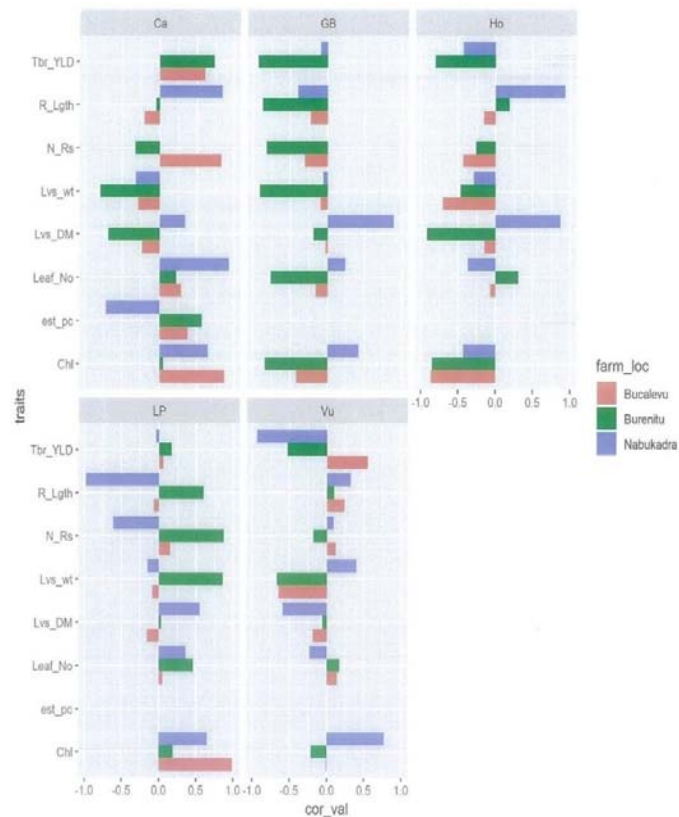 Ca GB Ho
Tbr_YLD
R_Lgth
N_Rs
Lvs_wt
Lvs_DM
Leaf_No
est_pc
Chl
-1.0 -0.5 0.0 0.5 1.0
traits
farm_loc
Bucalevu
Burenitu
Nabukadra
LP Vu
Tbr_YLD
R_Lgth
N_Rs
Lvs_wt
Lvs_DM
Leaf_No
est_pc
Chl
-1.0 -0.5 0.0 0.5 1.0 -1.0 -0.5 0.0 0.5 1.0
cor_val